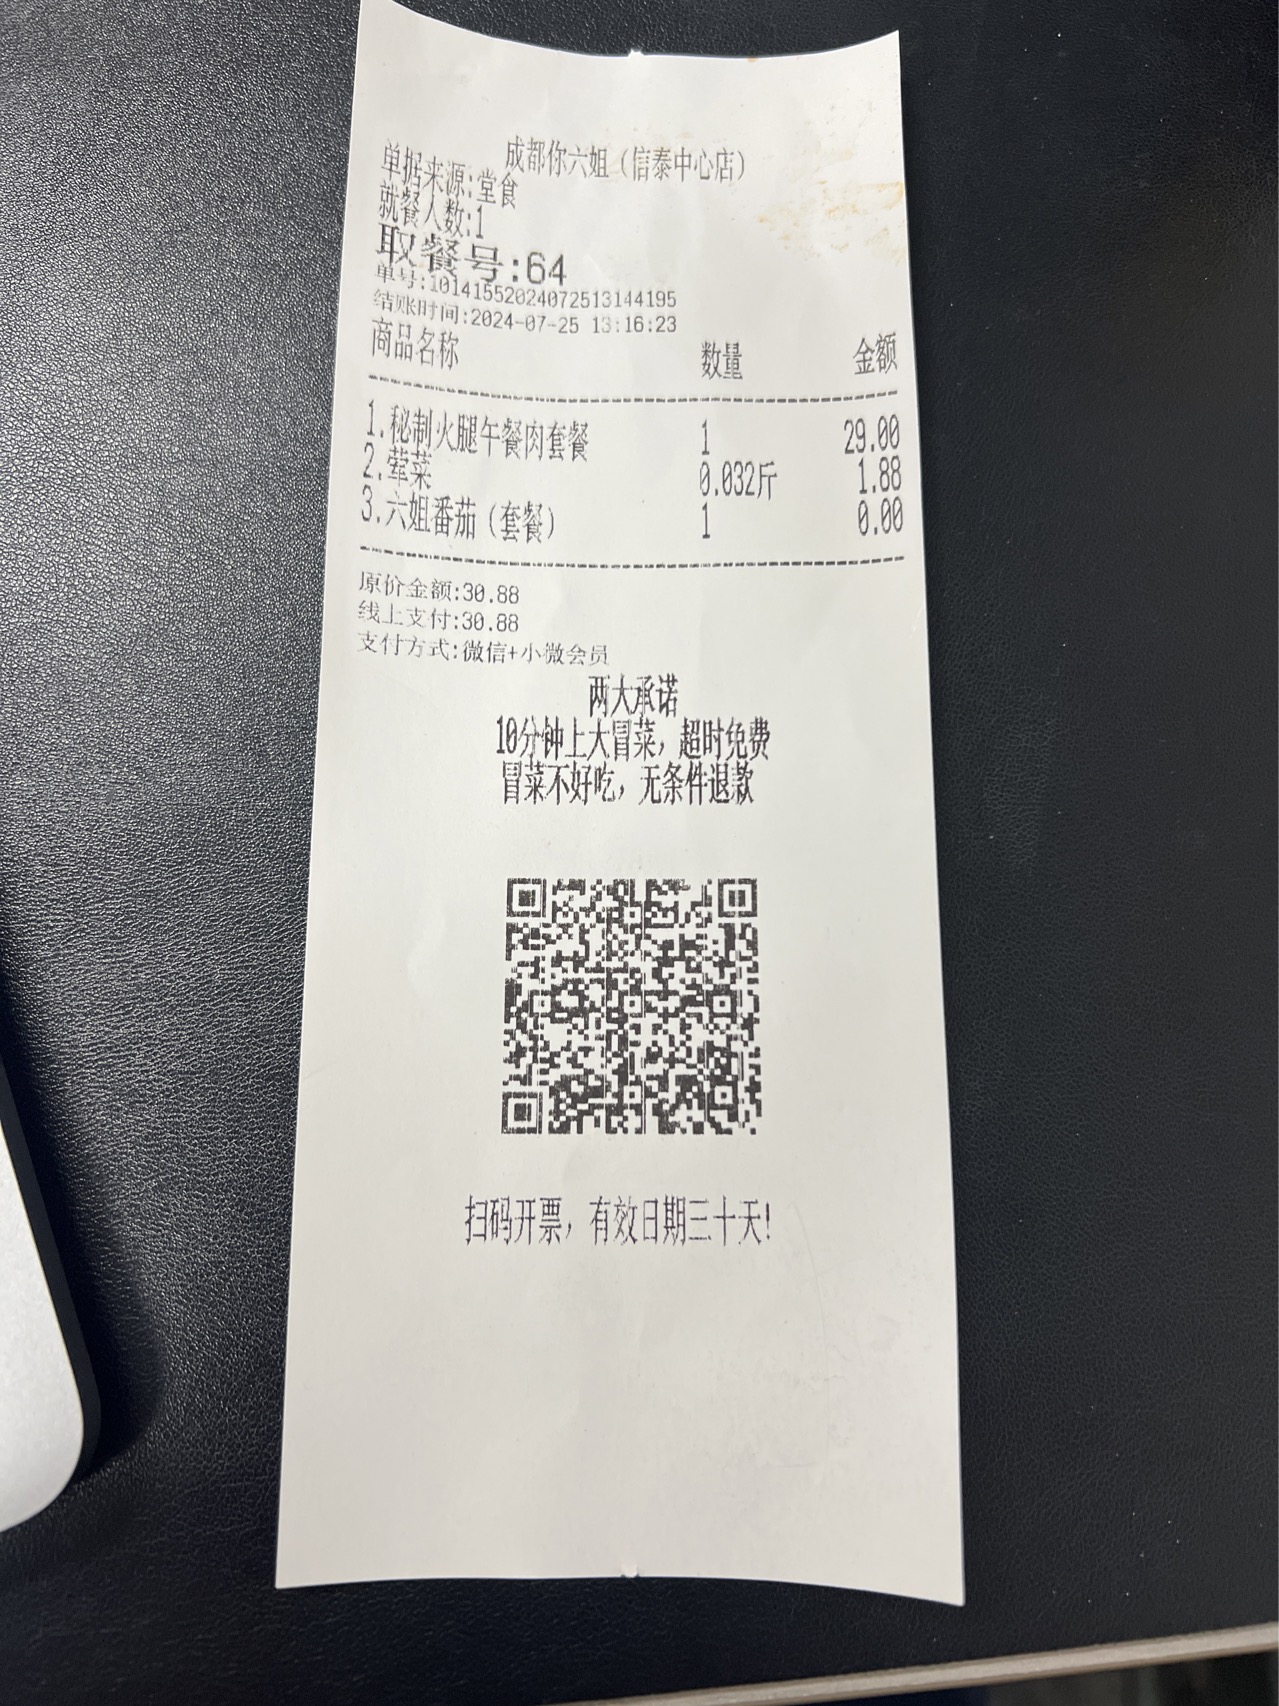 成都你六姐（信泰中心店）
单据来源:堂食
就餐人数:1
取餐号:64
单号:10141552024072513144195
结账时间:2024-07-25 13:16:23
商品名称 数量 金额
1.秘制火腿午餐肉套餐 1 29.00
2.荤菜 0.032斤 1.88
3.六姐番茄（套餐） 1 0.00
原价金额:30.88
线上支付:30.88
支付方式:微信+小微会员
两大承诺
10分钟上大冒菜，超时免费
冒菜不好吃，无条件退款
扫码开票，有效日期三十天!